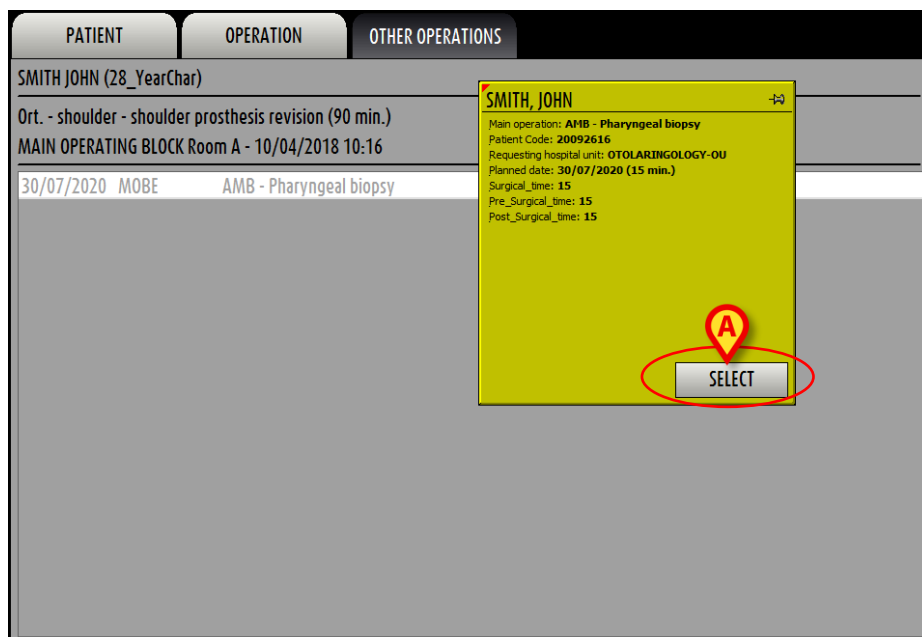 PATIENT OPERATION OTHER OPERATIONS
SMITH JOHN (28_YearChar)
Ort. - shoulder - shoulder prosthesis revision (90 min.)
MAIN OPERATING BLOCK Room A - 10/04/2018 10:16
30/07/2020 MOBE AMB - Pharyngeal biopsy
SMITH, JOHN
Main operation: AMB - Pharyngeal biopsy
Patient Code: 20092616
Requesting hospital unit: OTOLARINGOLOGY-OU
Planned date: 30/07/2020 (15 min.)
Surgical_time: 15
Pre_Surgical_time: 15
Post_Surgical_time: 15
A
SELECT